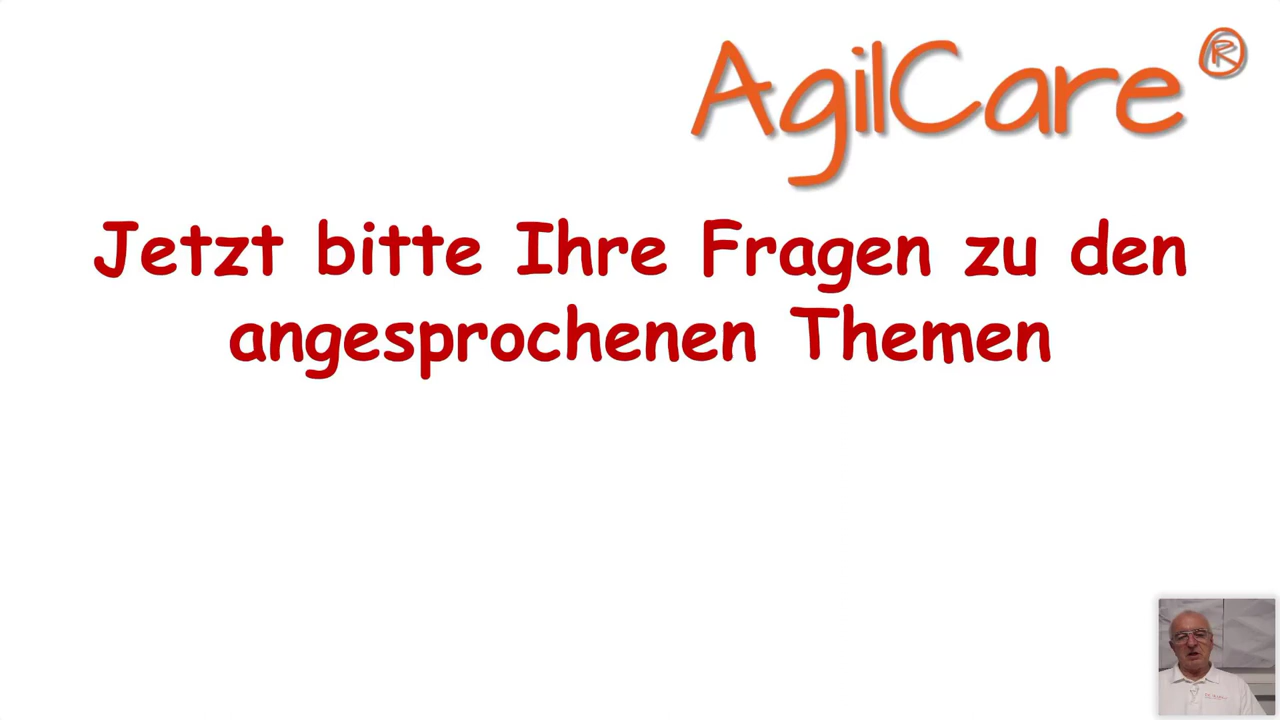 AgilCare®
Jetzt bitte Ihre Fragen zu den
angesprochenen Themen